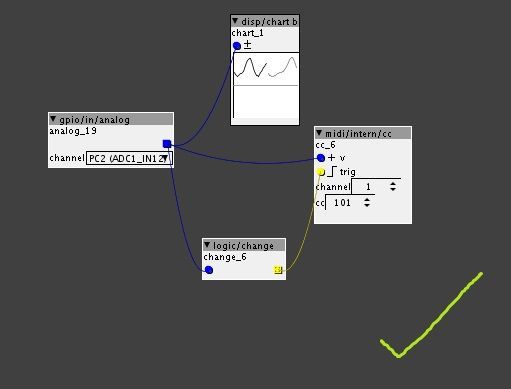 disp/chart b
chart_1
±
gpio/in/analog
analog_19
channel PC2 (ADC1_IN12)
midi/intern/cc
cc_6
+ v
trig
channel 1
cc 101
logic/change
change_6